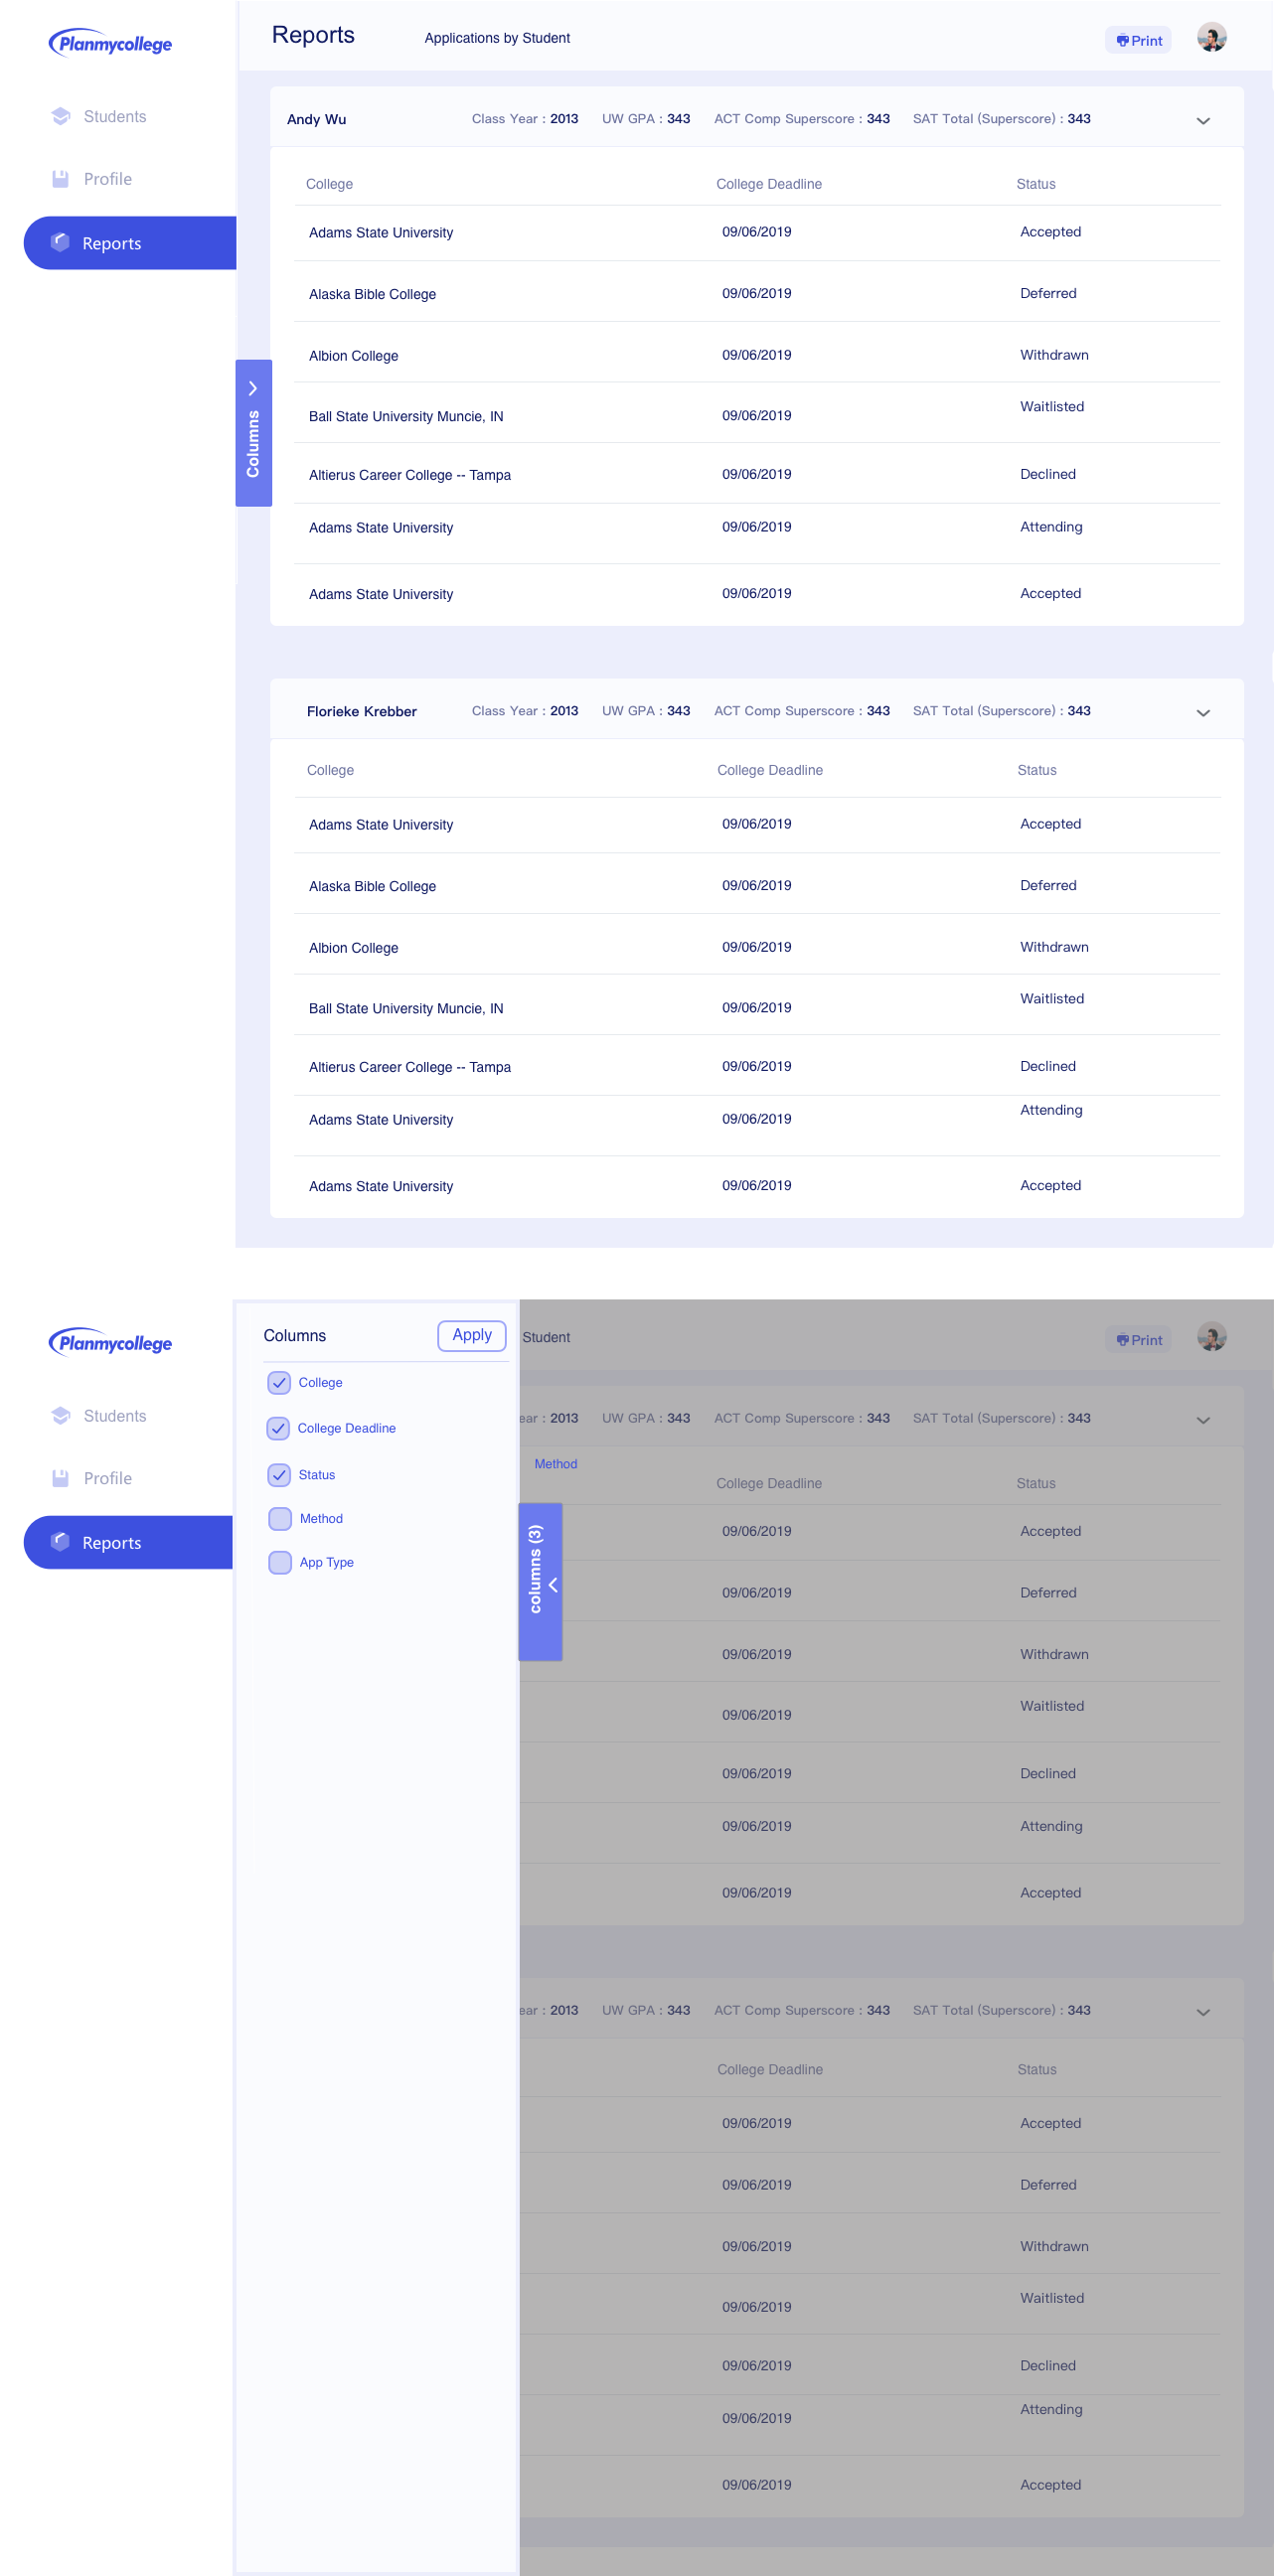 Planmycollege
Reports
Applications by Student
Print
Students
Profile
Reports
Columns
Andy Wu Class Year : 2013 UW GPA : 343 ACT Comp Superscore : 343 SAT Total (Superscore) : 343
College College Deadline Status
Adams State University 09/06/2019 Accepted
Alaska Bible College 09/06/2019 Deferred
Albion College 09/06/2019 Withdrawn
Ball State University Muncie, IN 09/06/2019 Waitlisted
Altierus Career College -- Tampa 09/06/2019 Declined
Adams State University 09/06/2019 Attending
Adams State University 09/06/2019 Accepted
Florieke Krebber Class Year : 2013 UW GPA : 343 ACT Comp Superscore : 343 SAT Total (Superscore) : 343
College College Deadline Status
Adams State University 09/06/2019 Accepted
Alaska Bible College 09/06/2019 Deferred
Albion College 09/06/2019 Withdrawn
Ball State University Muncie, IN 09/06/2019 Waitlisted
Altierus Career College -- Tampa 09/06/2019 Declined
Adams State University 09/06/2019 Attending
Adams State University 09/06/2019 Accepted
Planmycollege
Students
Profile
Reports
Columns Apply
College
College Deadline
Status
Method
App Type
columns (3)
Student
Print
ear : 2013 UW GPA : 343 ACT Comp Superscore : 343 SAT Total (Superscore) : 343
Method
College Deadline Status
09/06/2019 Accepted
09/06/2019 Deferred
09/06/2019 Withdrawn
09/06/2019 Waitlisted
09/06/2019 Declined
09/06/2019 Attending
09/06/2019 Accepted
ear : 2013 UW GPA : 343 ACT Comp Superscore : 343 SAT Total (Superscore) : 343
College Deadline Status
09/06/2019 Accepted
09/06/2019 Deferred
09/06/2019 Withdrawn
09/06/2019 Waitlisted
09/06/2019 Declined
09/06/2019 Attending
09/06/2019 Accepted